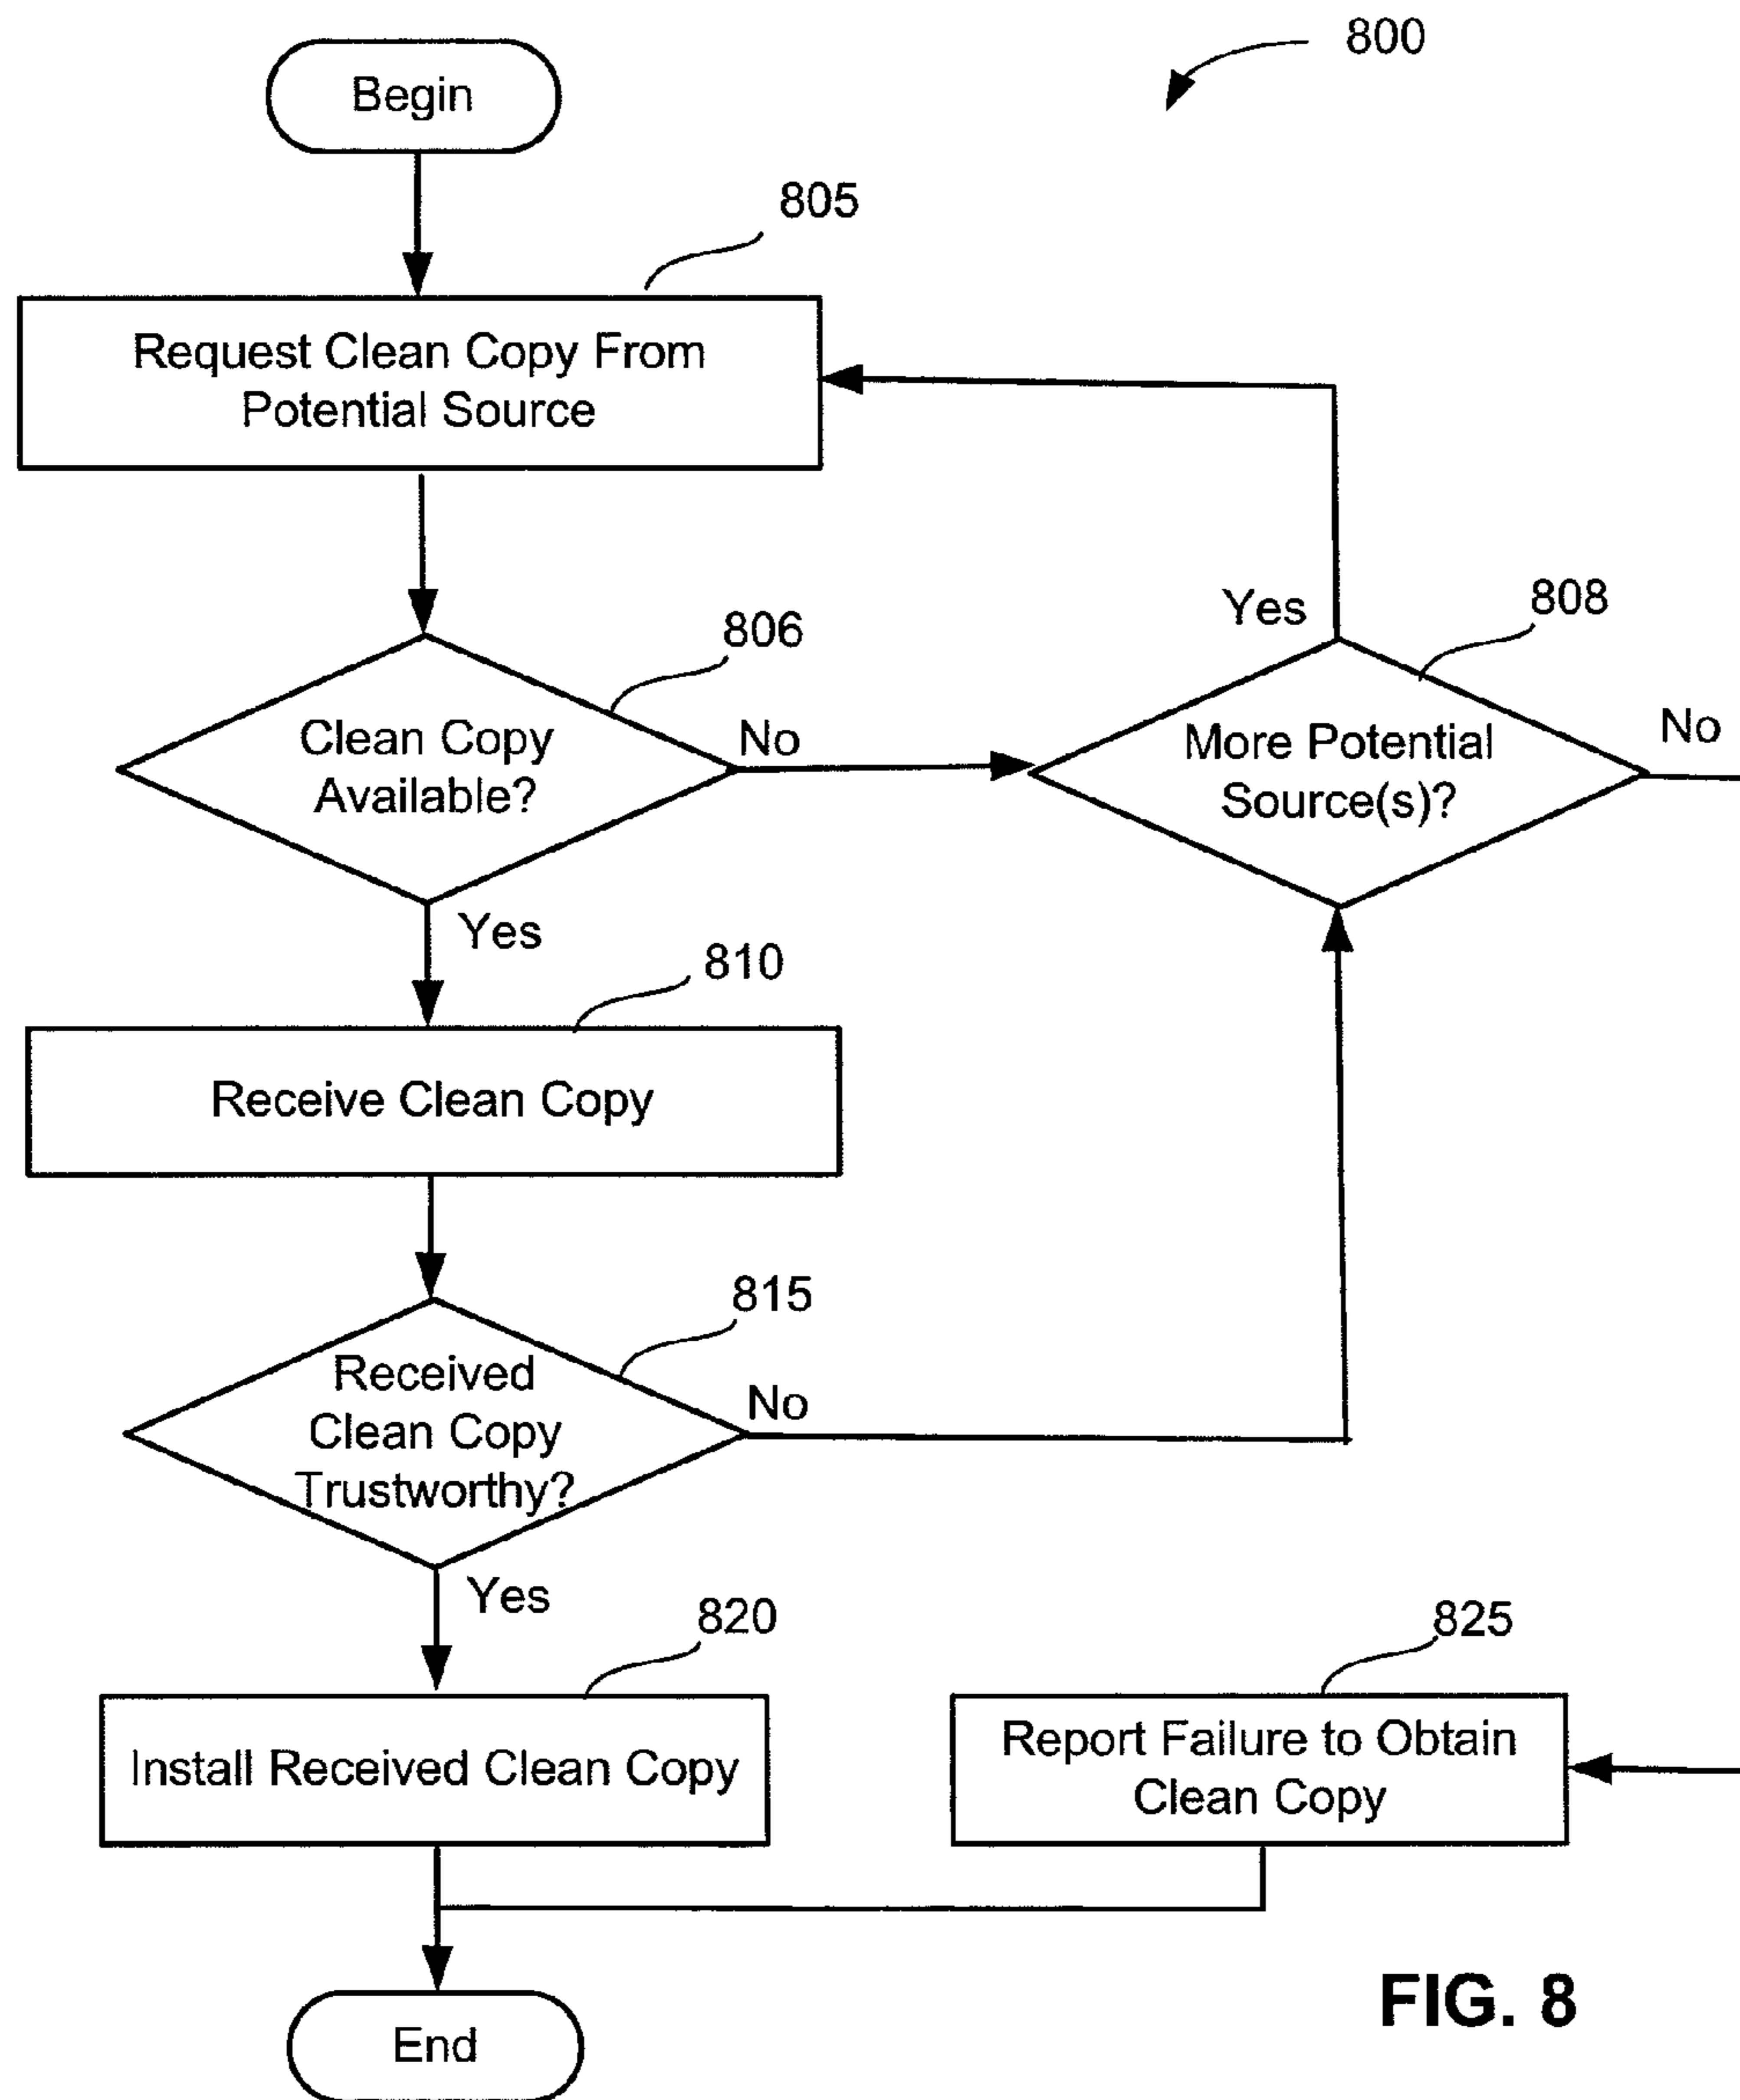 800
Begin
805
Request Clean Copy From
Potential Source
806
Clean Copy
Available?
No
Yes
808
More Potential
Source(s)?
Yes
No
810
Receive Clean Copy
815
Received
Clean Copy
Trustworthy?
No
Yes
820
Install Received Clean Copy
825
Report Failure to Obtain
Clean Copy
End
FIG. 8